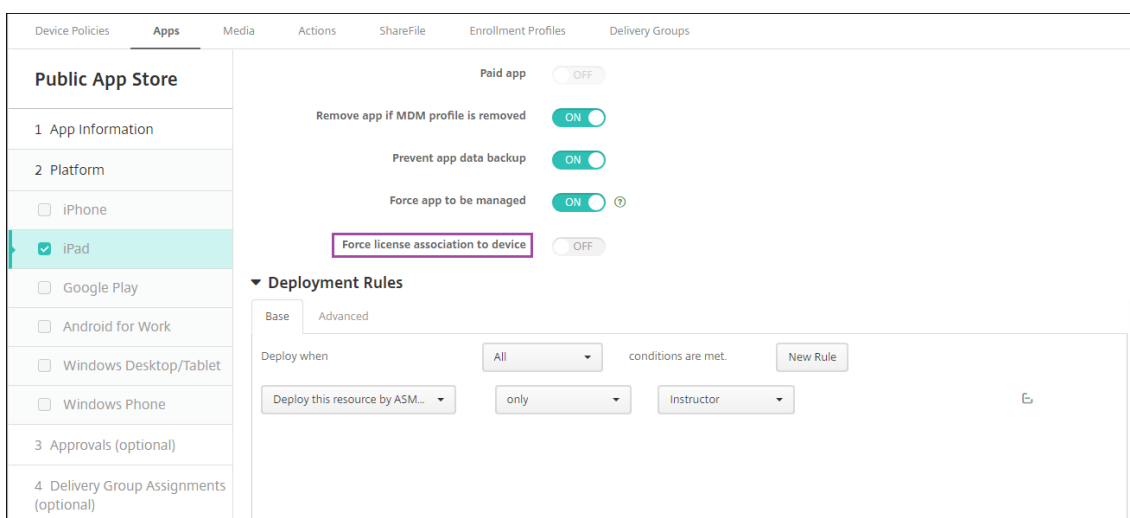 Device Policies Apps Media Actions ShareFile Enrollment Profiles Delivery Groups
Public App Store
1 App Information
2 Platform
iPhone
iPad
Google Play
Android for Work
Windows Desktop/Tablet
Windows Phone
3 Approvals (optional)
4 Delivery Group Assignments
(optional)
Paid app OFF
Remove app if MDM profile is removed ON
Prevent app data backup ON
Force app to be managed ON ?
Force license association to device OFF
Deployment Rules
Base Advanced
Deploy when All conditions are met. New Rule
Deploy this resource by ASM... only Instructor